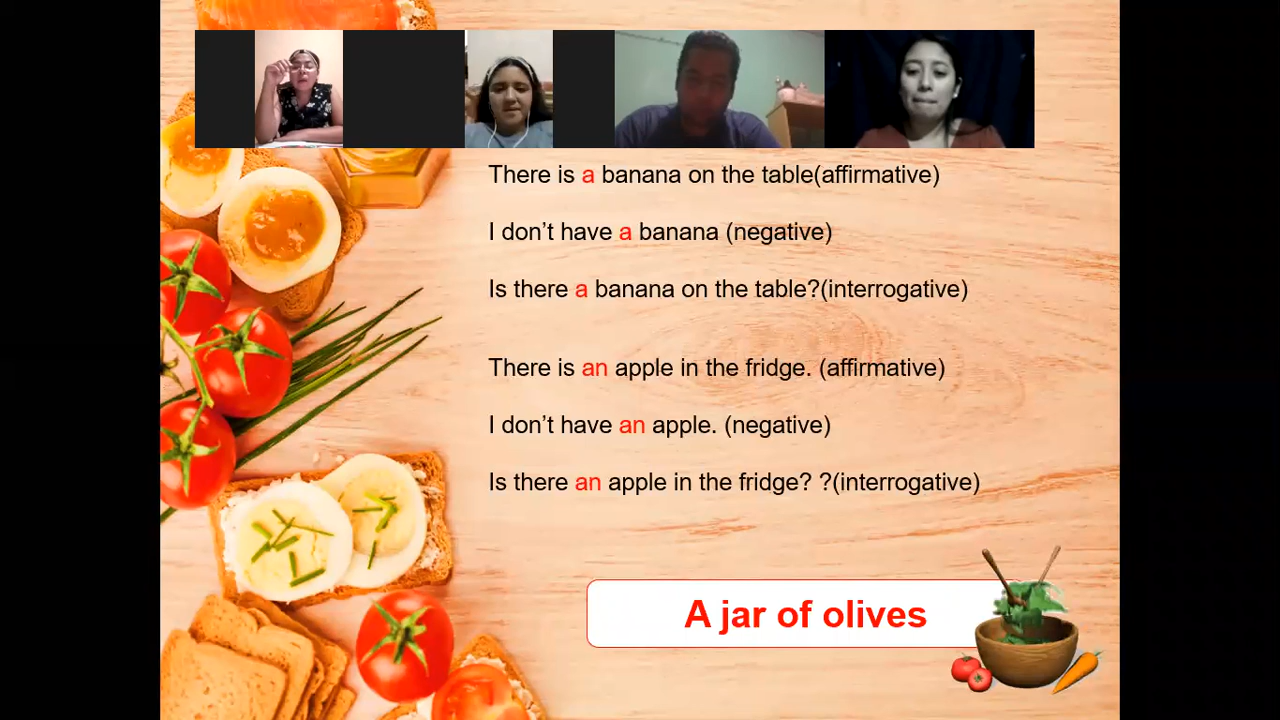 There is a banana on the table(affirmative)
I don’t have a banana (negative)
Is there a banana on the table?(interrogative)
There is an apple in the fridge. (affirmative)
I don’t have an apple. (negative)
Is there an apple in the fridge? ?(interrogative)
A jar of olives